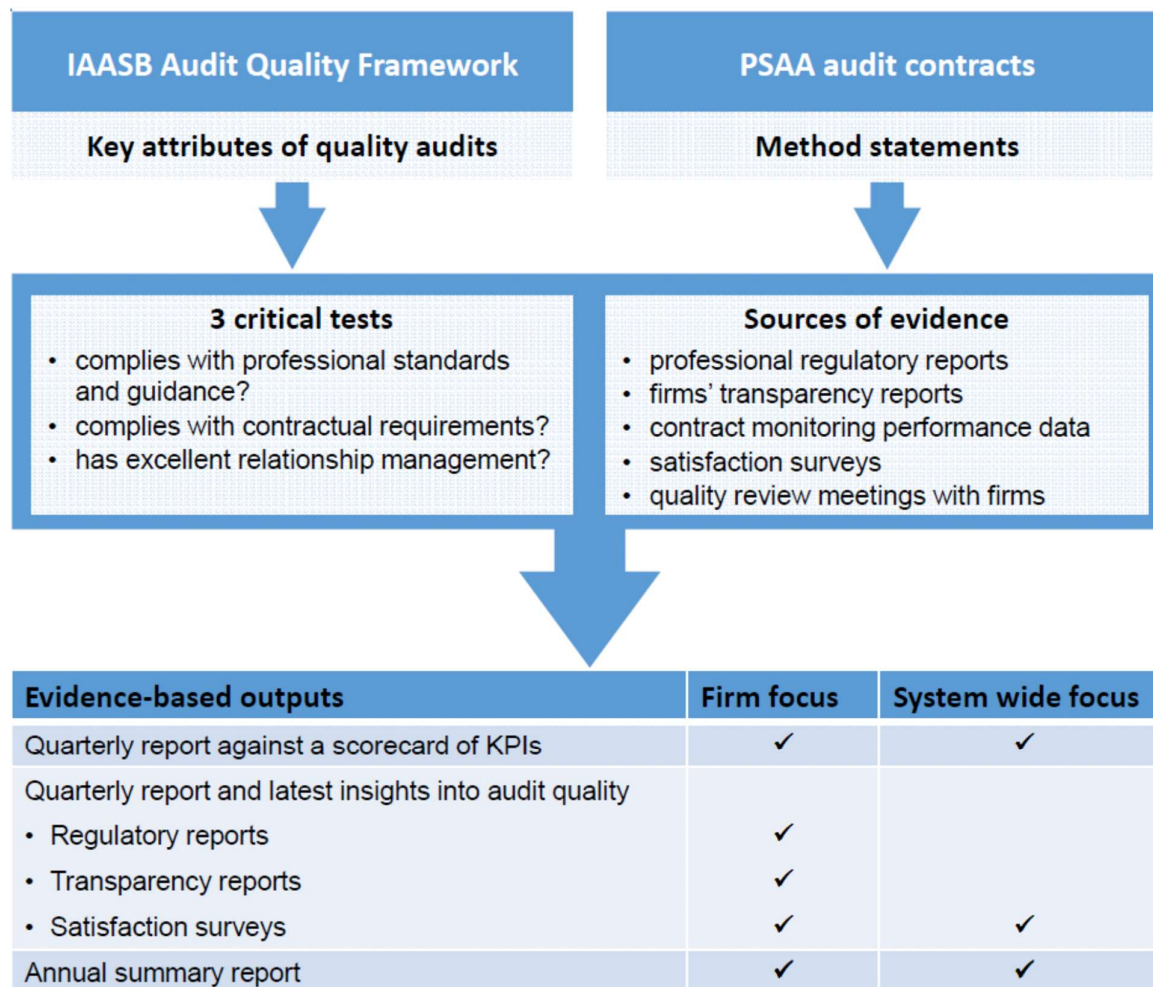 IAASB Audit Quality Framework
Key attributes of quality audits
PSAA audit contracts
Method statements
3 critical tests
• complies with professional standards
and guidance?
• complies with contractual requirements?
• has excellent relationship management?
Sources of evidence
• professional regulatory reports
• firms’ transparency reports
• contract monitoring performance data
• satisfaction surveys
• quality review meetings with firms
Evidence-based outputs Firm focus System wide focus
Quarterly report against a scorecard of KPIs ✓ ✓
Quarterly report and latest insights into audit quality
• Regulatory reports ✓
• Transparency reports ✓
• Satisfaction surveys ✓ ✓
Annual summary report ✓ ✓